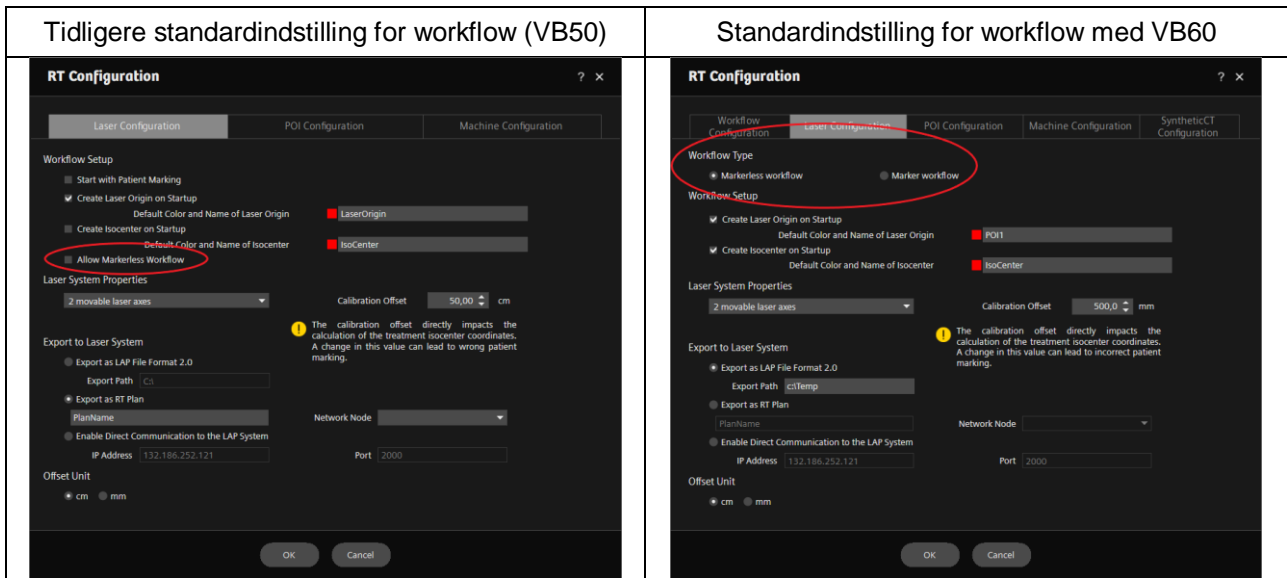 Tidligere standardindstilling for workflow (VB50)
Standardindstilling for workflow med VB60
RT Configuration
? ×
Laser Configuration
POI Configuration
Machine Configuration
Workflow Setup
Start with Patient Marking
Create Laser Origin on Startup
Default Color and Name of Laser Origin
LaserOrigin
Create Isocenter on Startup
Default Color and Name of Isocenter
IsoCenter
Allow Markerless Workflow
Laser System Properties
2 movable laser axes
Calibration Offset
50,00
cm
The calibration offset directly impacts the
calculation of the treatment isocenter coordinates.
A change in this value can lead to wrong patient
marking.
Export to Laser System
Export as LAP File Format 2.0
Export Path
C:\
Export as RT Plan
PlanName
Network Node
Enable Direct Communication to the LAP System
IP Address
132.186.252.121
Port
2000
Offset Unit
cm
mm
OK
Cancel
RT Configuration
? ×
Workflow
Configuration
Laser Configuration
POI Configuration
Machine Configuration
SyntheticCT
Configuration
Workflow Type
Markerless workflow
Marker workflow
Workflow Setup
Create Laser Origin on Startup
Default Color and Name of Laser Origin
POI1
Create Isocenter on Startup
Default Color and Name of Isocenter
IsoCenter
Laser System Properties
2 movable laser axes
Calibration Offset
500,0
mm
The calibration offset directly impacts the
calculation of the treatment isocenter coordinates.
A change in this value can lead to incorrect patient
marking.
Export to Laser System
Export as LAP File Format 2.0
Export Path
c:\Temp
Export as RT Plan
PlanName
Network Node
Enable Direct Communication to the LAP System
IP Address
132.186.252.121
Port
2000
Offset Unit
cm
mm
OK
Cancel